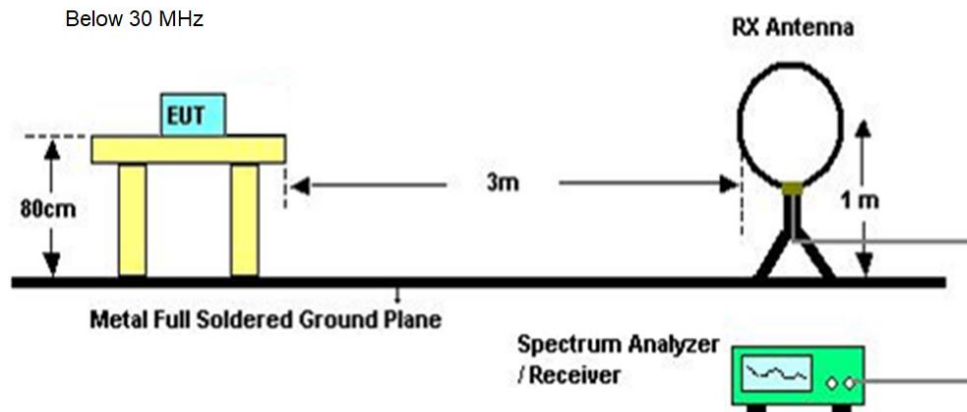 Below 30 MHz
RX Antenna
EUT
3m
80cm
1 m
Metal Full Soldered Ground Plane
Spectrum Analyzer
/ Receiver